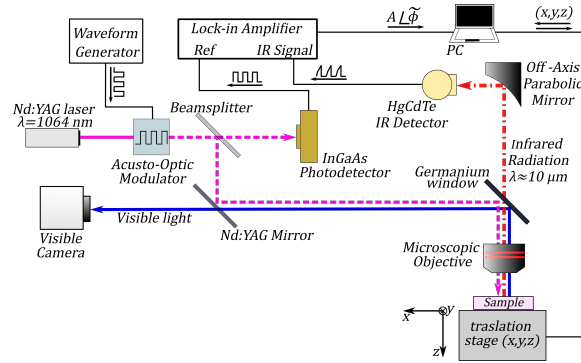 Waveform
Generator
Lock-in Amplifier
Ref
IR Signal
A∠φ̃
PC
(x,y,z)
Nd:YAG laser
λ=1064 nm
Beamsplitter
HgCdTe
IR Detector
Off-Axis
Parabolic
Mirror
Acusto-Optic
Modulator
InGaAs
Photodetector
Infrared
Radiation
λ≈10 μm
Germanium
window
Visible light
Nd:YAG Mirror
Visible
Camera
Microscopic
Objective
Sample
x
y
z
traslation
stage (x,y,z)